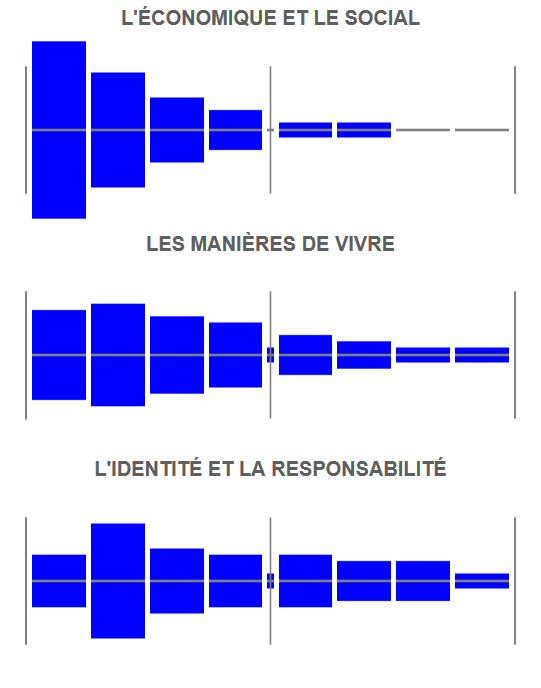 L'ÉCONOMIQUE ET LE SOCIAL
LES MANIÈRES DE VIVRE
L'IDENTITÉ ET LA RESPONSABILITÉ